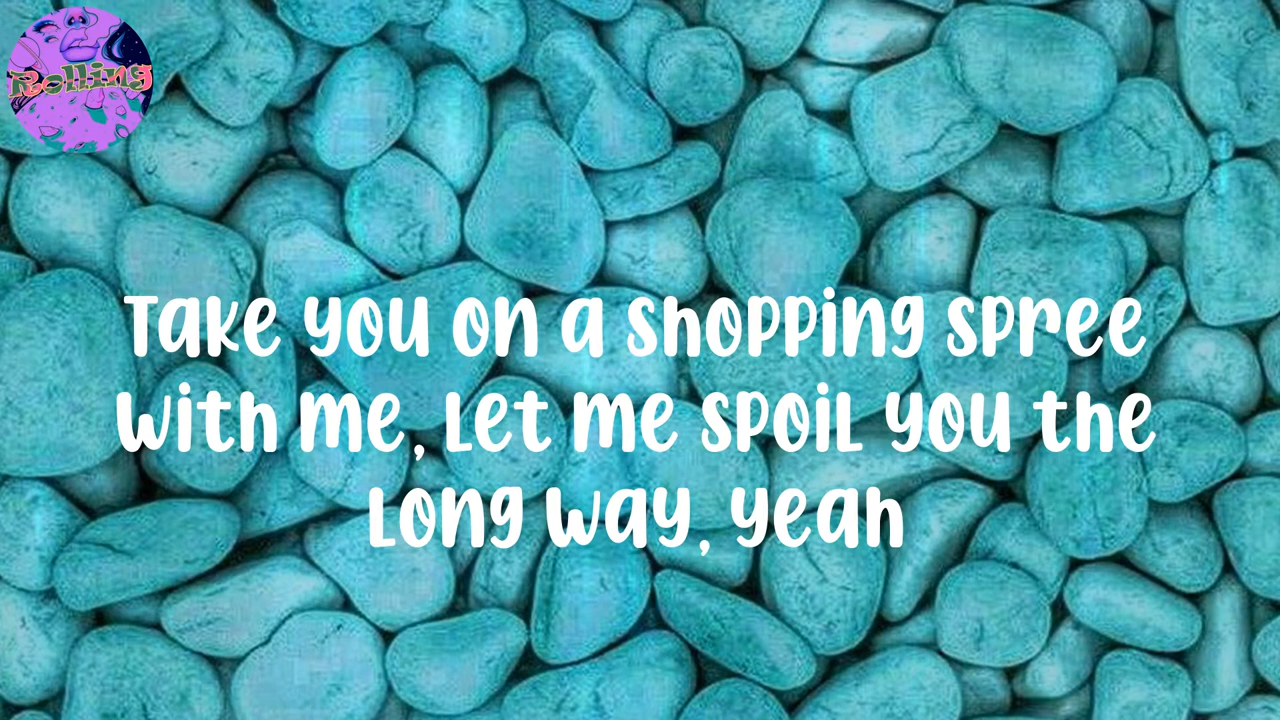 Rolling
Take you on a shopping spree
with me, let me spoil you the
long way, yeah